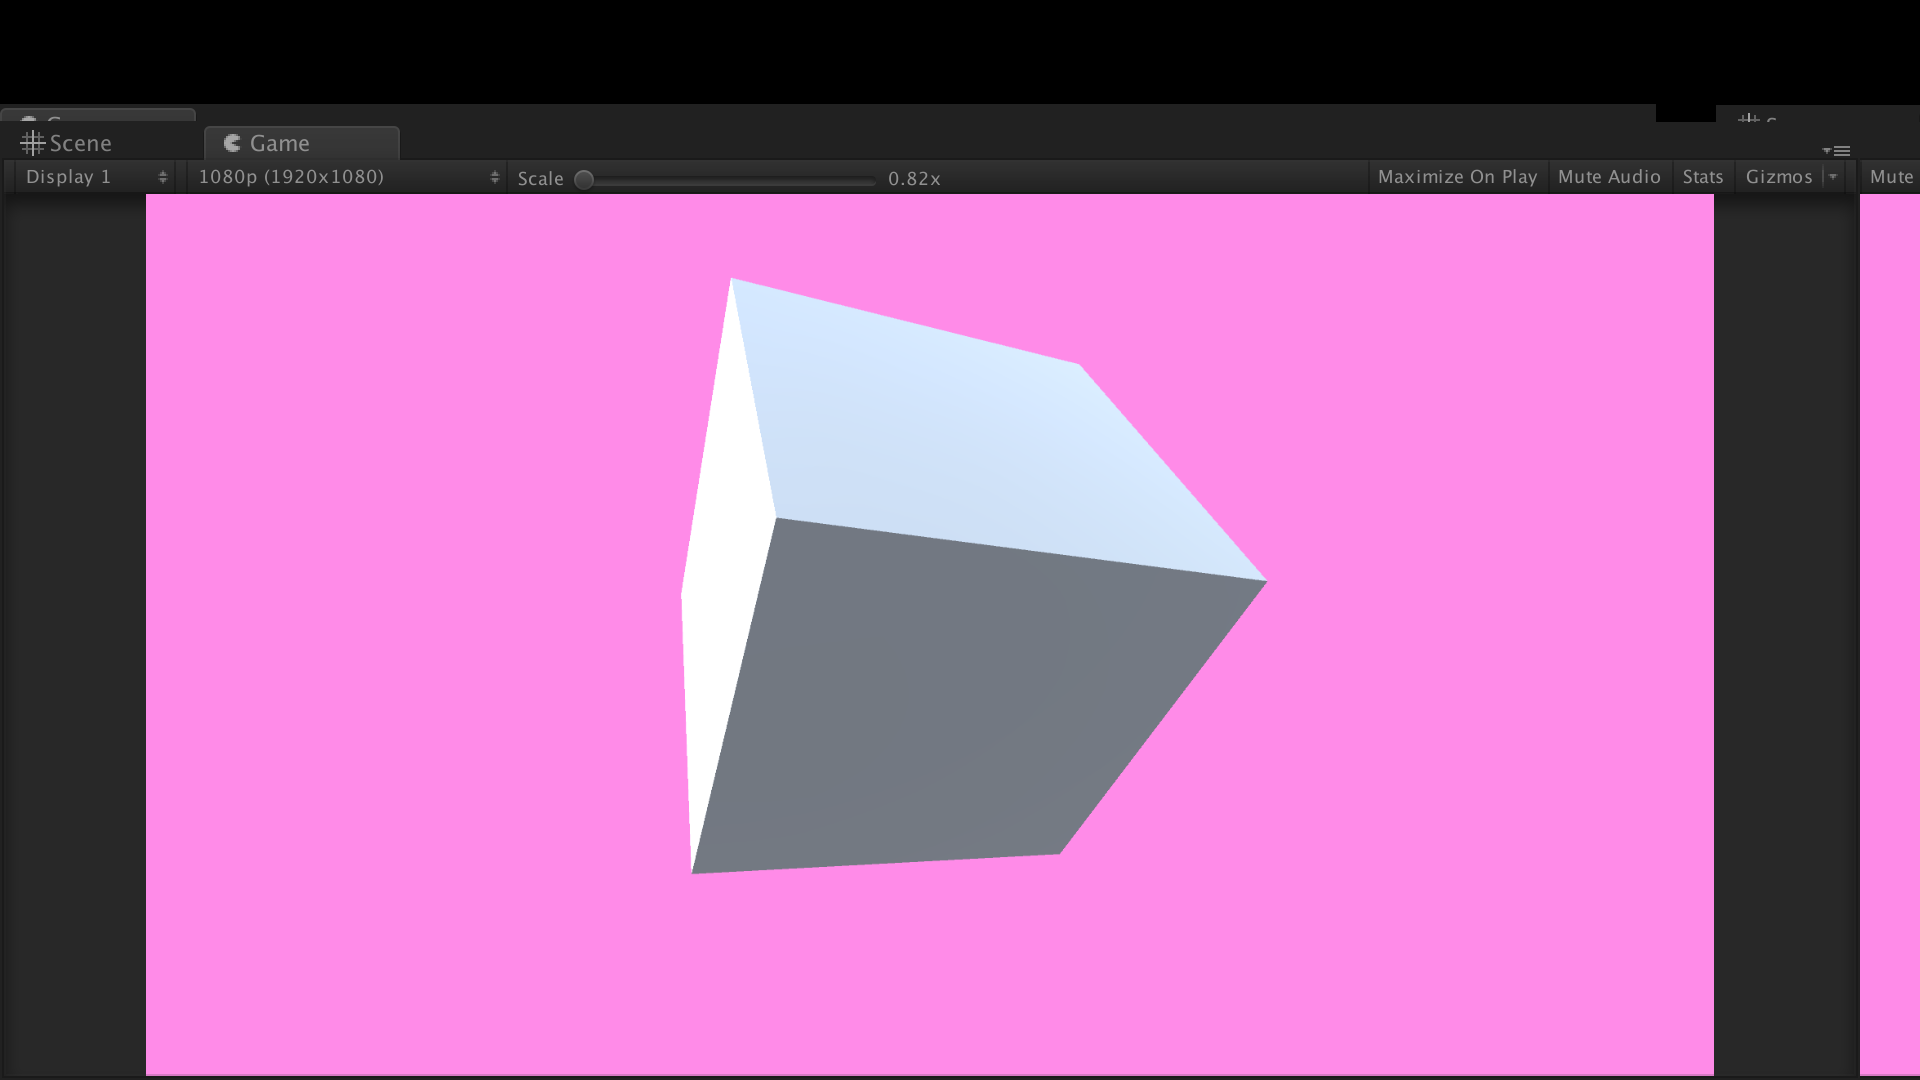 Scene
Game
Display 1
1080p (1920x1080)
Scale
0.82x
Maximize On Play
Mute Audio
Stats
Gizmos
Mute